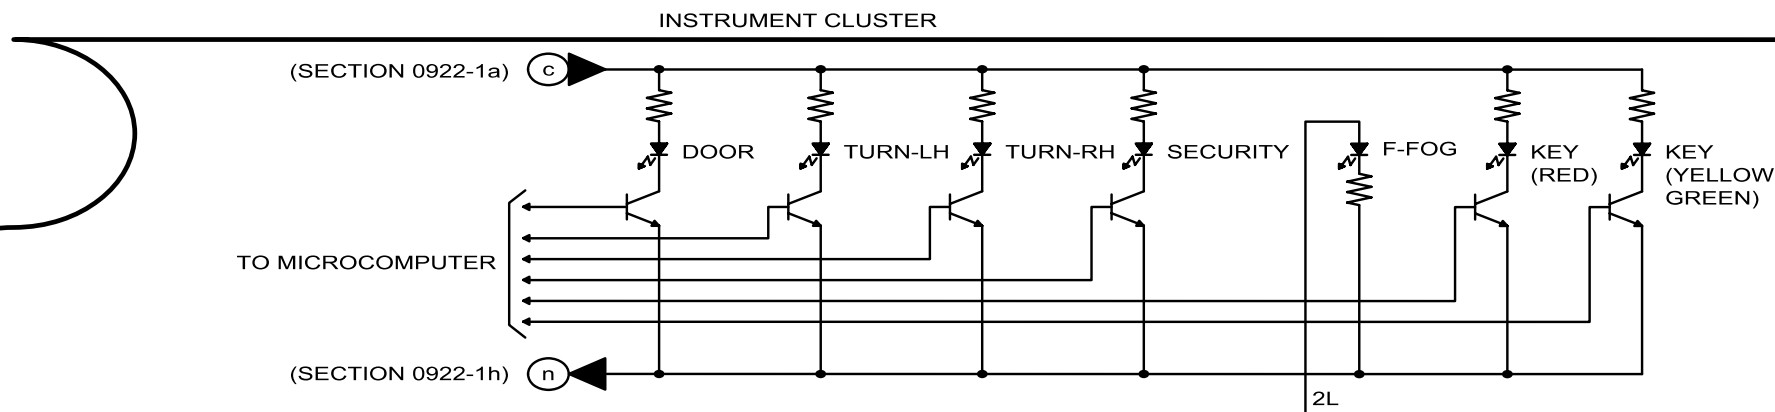 INSTRUMENT CLUSTER
(SECTION 0922-1a)
c
DOOR
TURN-LH
TURN-RH
SECURITY
F-FOG
KEY
(RED)
KEY
(YELLOW
GREEN)
TO MICROCOMPUTER
(SECTION 0922-1h)
n
2L